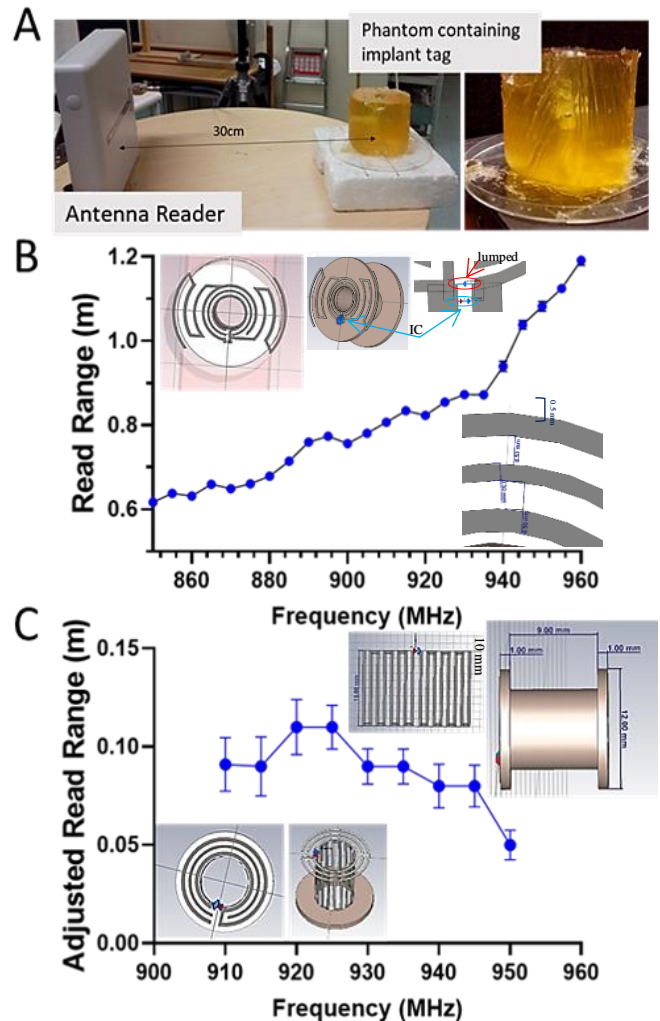 A
Phantom containing
implant tag
30cm
Antenna Reader
B
Read Range (m)
1.2
1.0
0.8
0.6
lumped
IC
0.5 mm
860
880
900
920
940
960
Frequency (MHz)
C
Adjusted Read Range (m)
0.15
0.10
0.05
0.00
10 mm
9.00 mm
1.00 mm
1.00 mm
12.00 mm
900
910
920
930
940
950
960
Frequency (MHz)